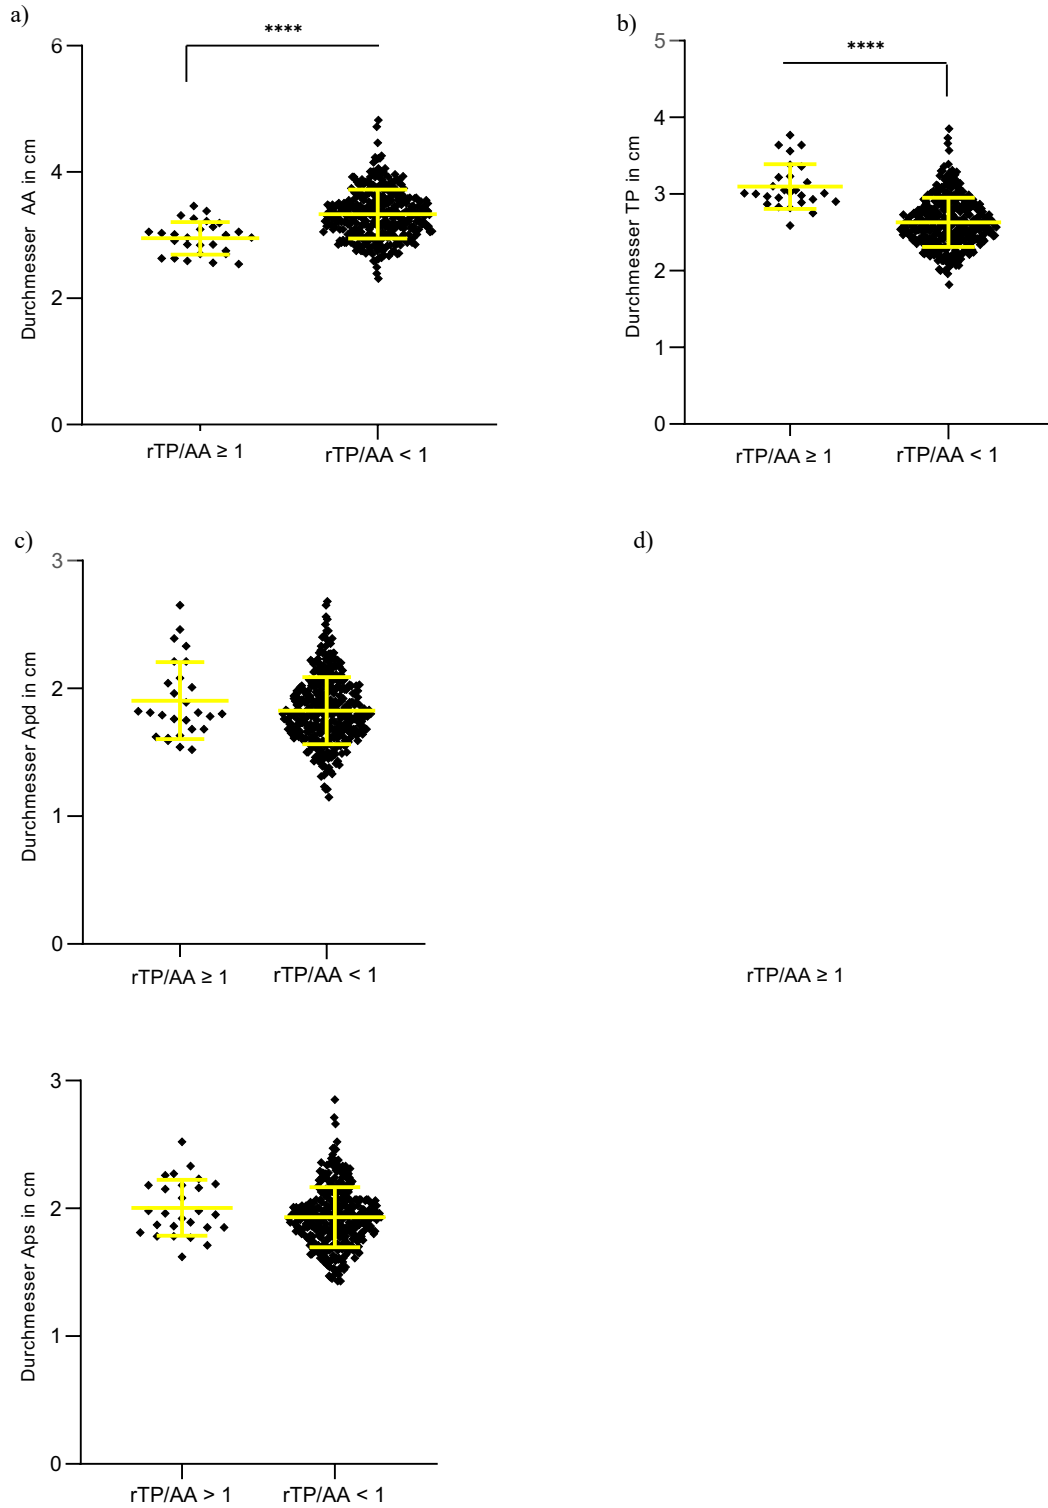 a)
****
6
4
2
0
Durchmesser AA in cm
rTP/AA ≥ 1
rTP/AA < 1
b)
****
5
4
3
2
1
0
Durchmesser TP in cm
rTP/AA ≥ 1
rTP/AA < 1
c)
3
2
1
0
Durchmesser Apd in cm
rTP/AA ≥ 1
rTP/AA < 1
d)
rTP/AA ≥ 1
3
2
1
0
Durchmesser Aps in cm
rTP/AA > 1
rTP/AA < 1